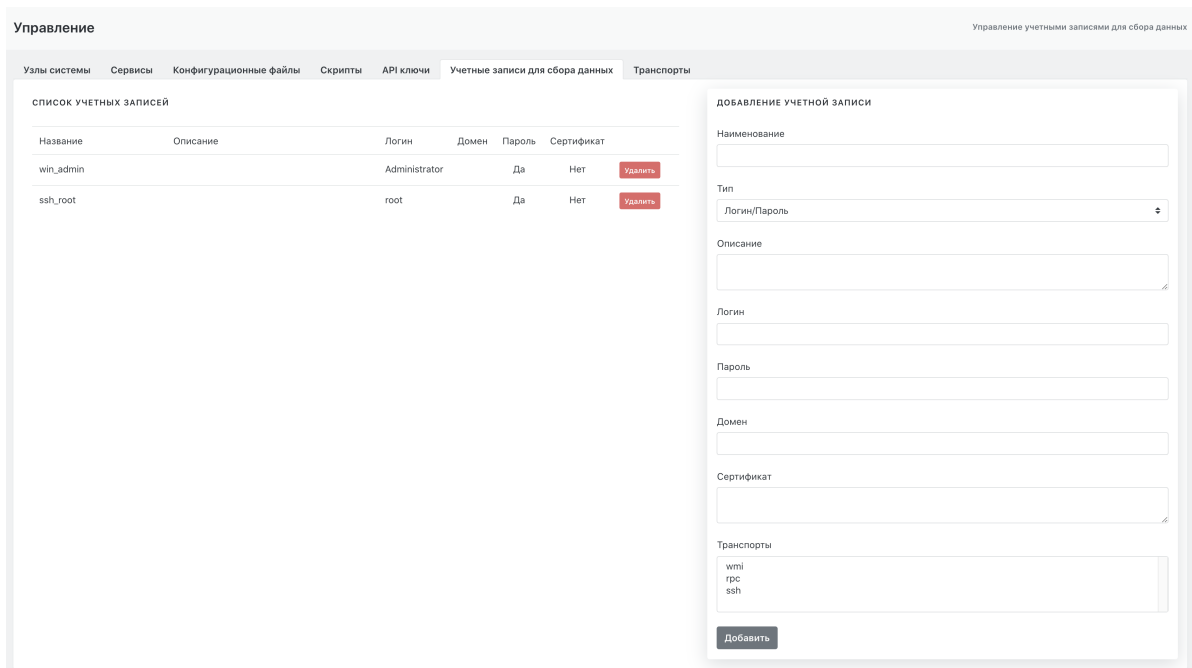 Управление
Управление учетными записями для сбора данных
Узлы системы Сервисы Конфигурационные файлы Скрипты API ключи Учетные записи для сбора данных Транспорты
СПИСОК УЧЕТНЫХ ЗАПИСЕЙ
Название Описание Логин Домен Пароль Сертификат
win_admin Administrator Да Нет Удалить
ssh_root root Да Нет Удалить
ДОБАВЛЕНИЕ УЧЕТНОЙ ЗАПИСИ
Наименование
Тип
Логин/Пароль
Описание
Логин
Пароль
Домен
Сертификат
Транспорты
wmi
rpc
ssh
Добавить